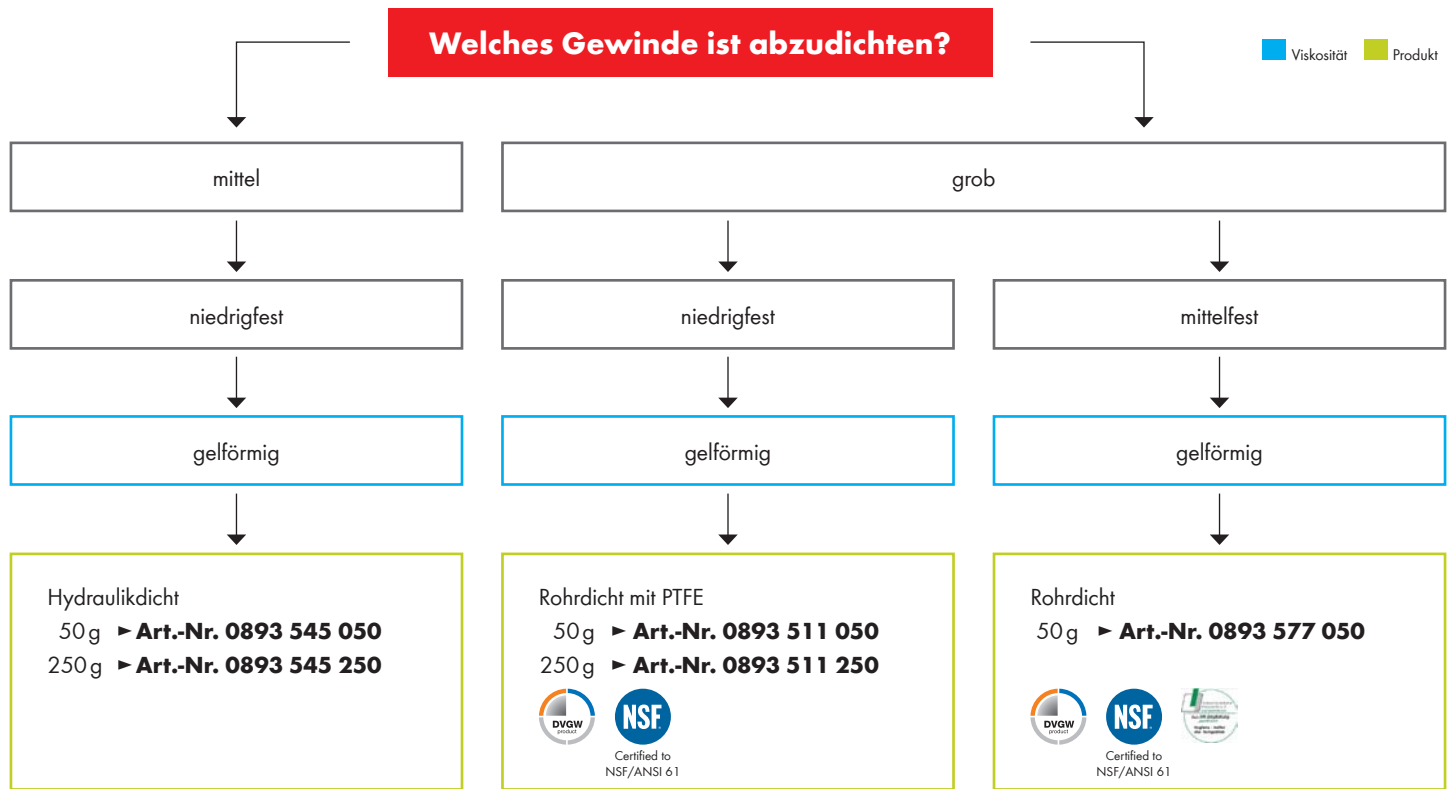 Welches Gewinde ist abzudichten?
Viskosität
Produkt
mittel
grob
niedrigfest
niedrigfest
mittelfest
gelförmig
gelförmig
gelförmig
Hydraulikdicht
50 g ► Art.-Nr. 0893 545 050
250 g ► Art.-Nr. 0893 545 250
Rohrdicht mit PTFE
50 g ► Art.-Nr. 0893 511 050
250 g ► Art.-Nr. 0893 511 250
DVGW
product
NSF
Certified to
NSF/ANSI 61
Rohrdicht
50 g ► Art.-Nr. 0893 577 050
DVGW
product
NSF
Certified to
NSF/ANSI 61